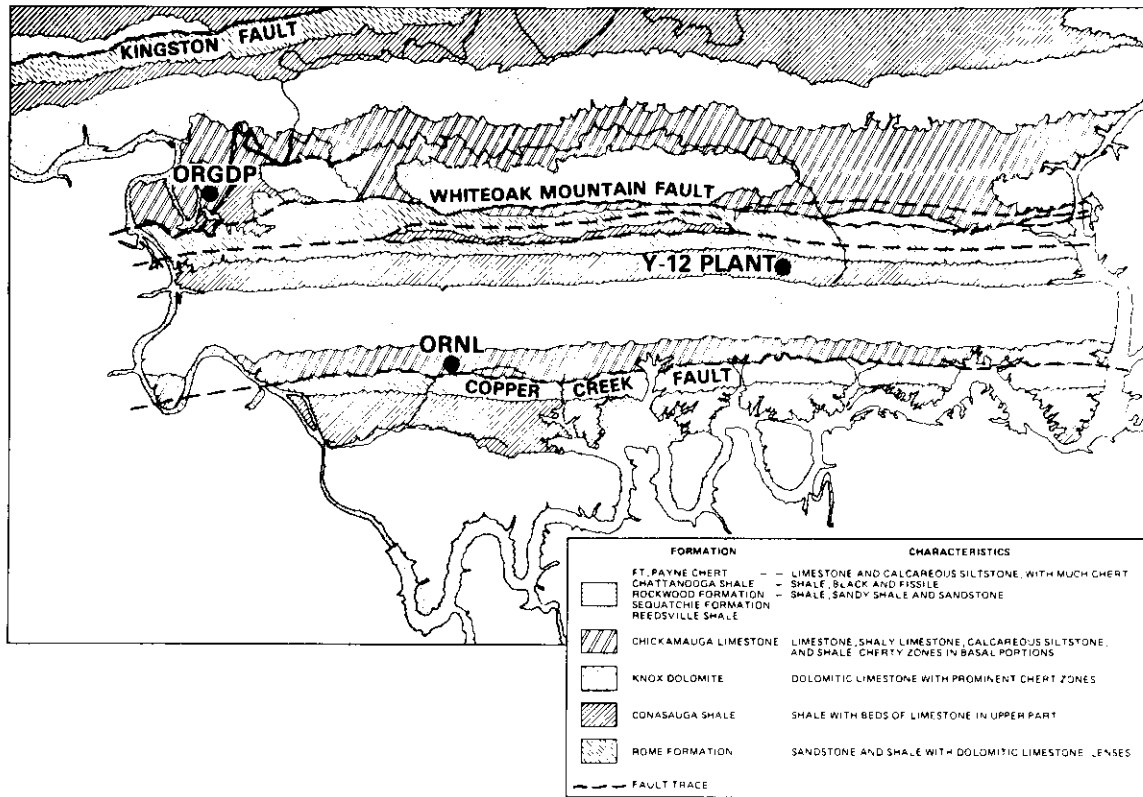 KINGSTON FAULT
ORGDP
WHITEOAK MOUNTAIN FAULT
Y-12 PLANT
ORNL
COPPER CREEK FAULT
FORMATION CHARACTERISTICS
FT. PAYNE CHERT – – LIMESTONE AND CALCAREOUS SILTSTONE, WITH MUCH CHERT
CHATTANOOGA SHALE – SHALE, BLACK AND FISSILE
ROCKWOOD FORMATION – SHALE, SANDY SHALE AND SANDSTONE
SEQUATCHIE FORMATION
REEDSVILLE SHALE
CHICKAMAUGA LIMESTONE LIMESTONE, SHALY LIMESTONE, CALCAREOUS SILTSTONE,
AND SHALE CHERTY ZONES IN BASAL PORTIONS
KNOX DOLOMITE DOLOMITIC LIMESTONE WITH PROMINENT CHERT ZONES
CONASAUGA SHALE SHALE WITH BEDS OF LIMESTONE IN UPPER PART
ROME FORMATION SANDSTONE AND SHALE WITH DOLOMITIC LIMESTONE LENSES
FAULT TRACE